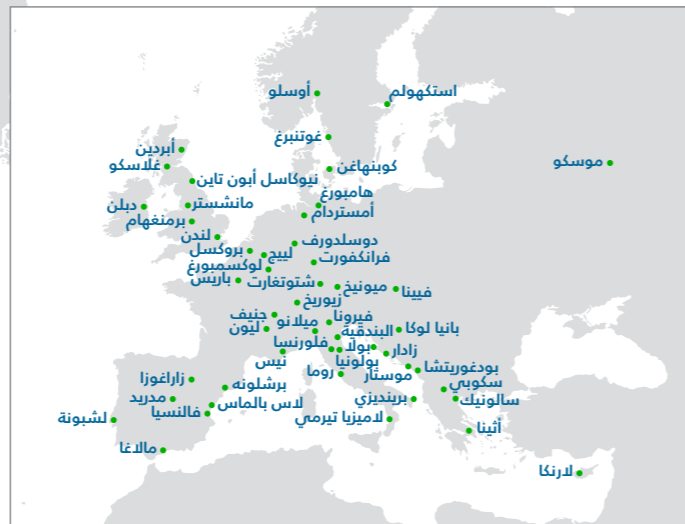 استكهولم
أوسلو
غوتنبرغ
أبردين
غلاسكو
كوبنهاغن
موسكو
نيوكاسل أبون تاين
هامبورغ
مانشستر
دبلن
أمستردام
برمنغهام
لندن
دوسلدورف
بروكسل
لييج
فرانكفورت
لوكسمبورغ
باريس
شتوتغارت
ميونيخ
فيينا
زيوريخ
جنيف
ميلانو
فيرونا
ليون
البندقية
بانيا لوكا
فلورنسا
بولا
زادار
نيس
بولونيا
بودغوريتشا
موستار
روما
زاراغوزا
برشلونه
سكوبي
مدريد
لاس بالماس
برينديزي
سالونيك
فالنسيا
لشبونة
لاميزيا تيرمي
أثينا
مالاغا
لارنكا